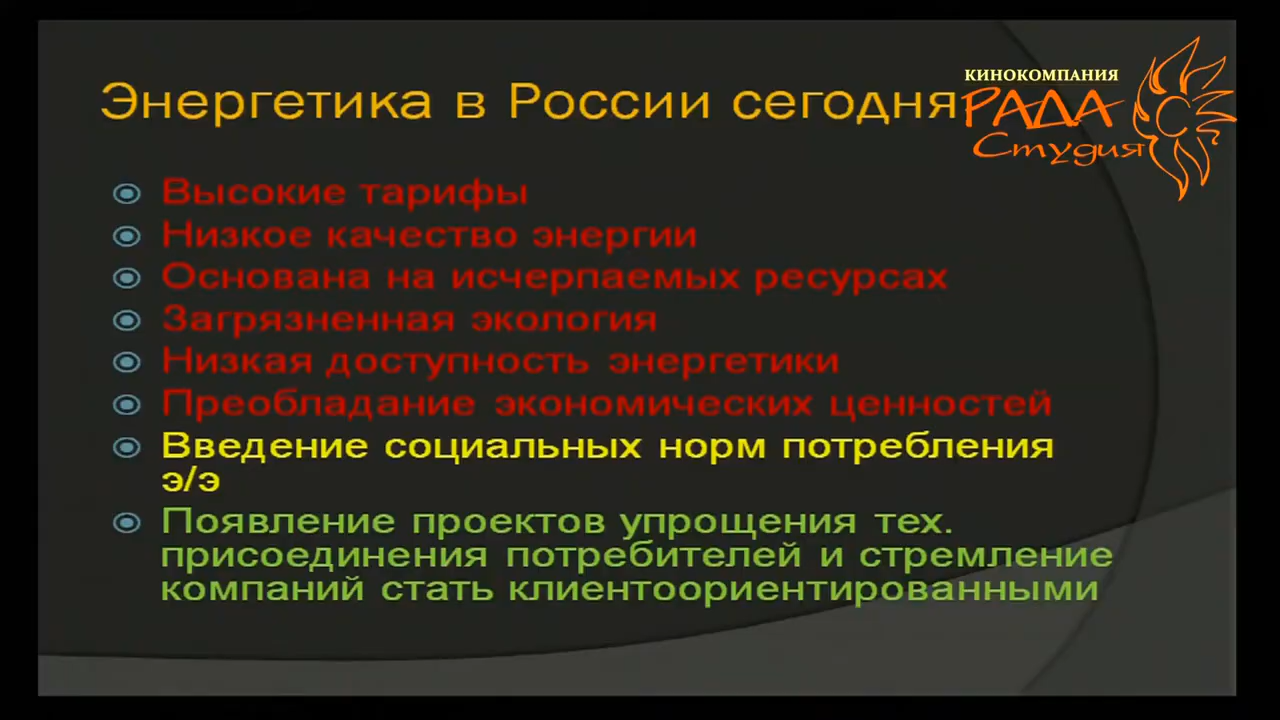 Энергетика в России сегодня
КИНОКОМПАНИЯ
РАДА
Студия
Высокие тарифы
Низкое качество энергии
Основана на исчерпаемых ресурсах
Загрязненная экология
Низкая доступность энергетики
Преобладание экономических ценностей
Введение социальных норм потребления
э/э
Появление проектов упрощения тех.
присоединения потребителей и стремление
компаний стать клиентоориентированными